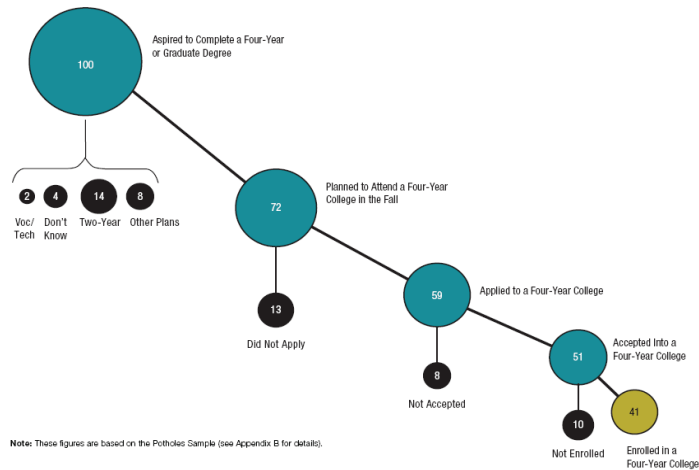 Aspired to Complete a Four-Year
or Graduate Degree
100
2
4
14
8
Voc/
Tech
Don't
Know
Two-Year
Other Plans
Planned to Attend a Four-Year
College in the Fall
72
13
Did Not Apply
59
Applied to a Four-Year College
8
Not Accepted
Accepted Into a
Four-Year College
51
10
Not Enrolled
41
Enrolled in a
Four-Year College
Note: These figures are based on the Potholes Sample (see Appendix B for details).